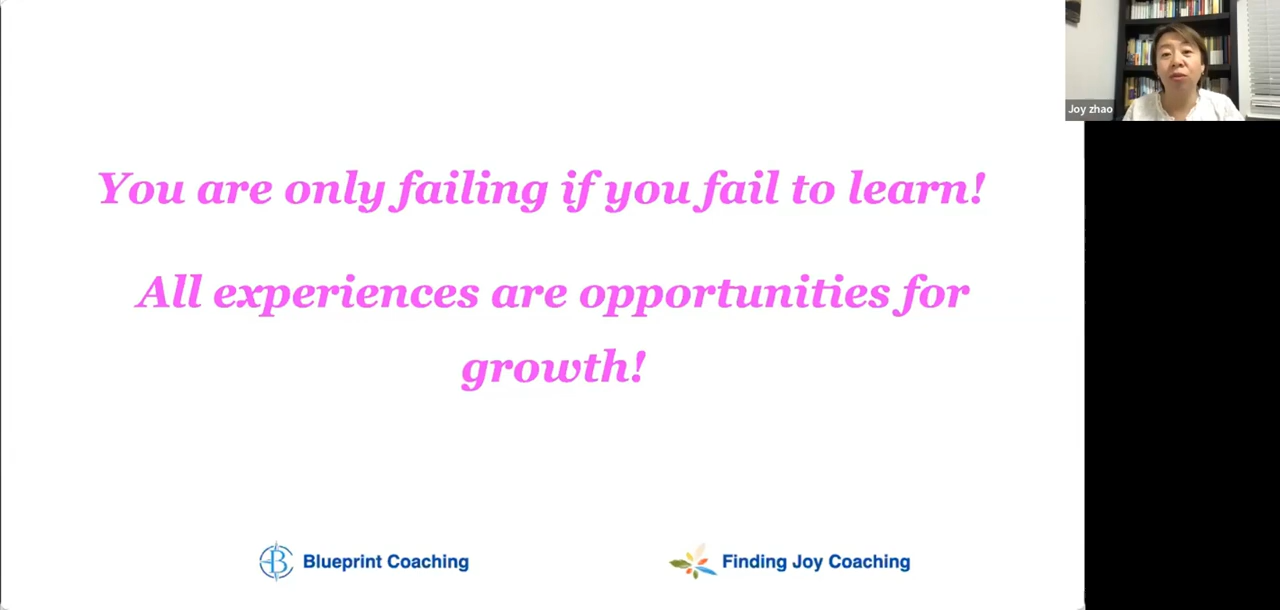 Joy zhao
You are only failing if you fail to learn!
All experiences are opportunities for
growth!
Blueprint Coaching
Finding Joy Coaching